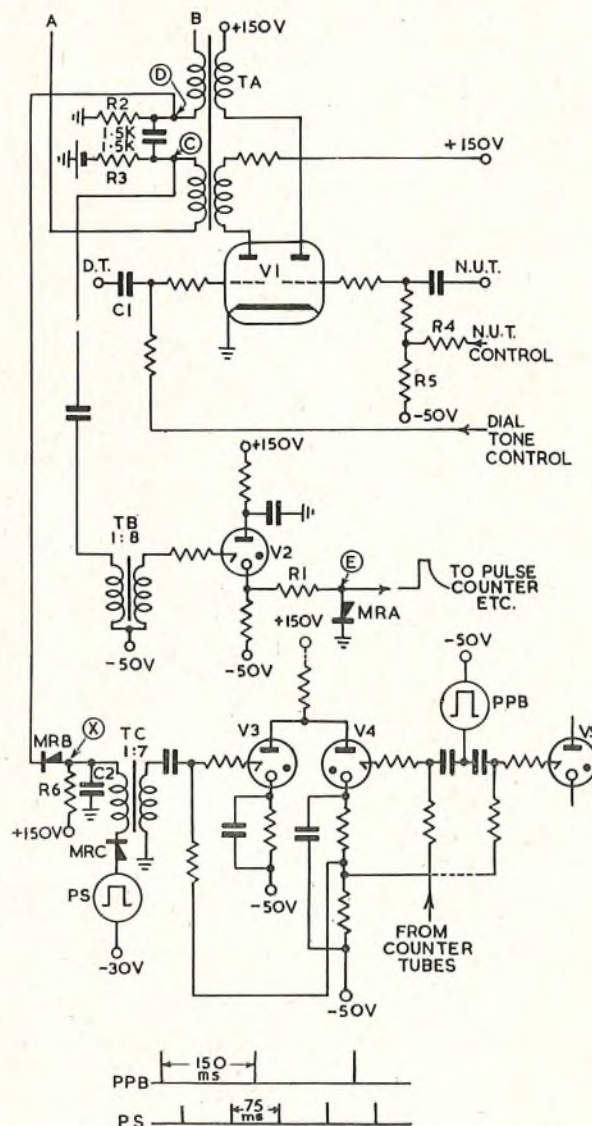 A B +150V
D TA
R2
1.5K
1.5K
C
R3
+150V
D.T. V1 N.U.T.
C1
R4 N.U.T.
CONTROL
R5
-50V
DIAL
TONE
CONTROL
+150V
TB
1:8
V2
R1 E
TO PULSE
COUNTER
ETC.
MRA
-50V -50V
+150V -50V
PPB
MRB X TC
1:7
V3 V4 V5
R6 C2
+150V
MRC
PS
-50V
-30V
FROM
COUNTER
TUBES
-50V
150
ms
PPB
75
ms
PS